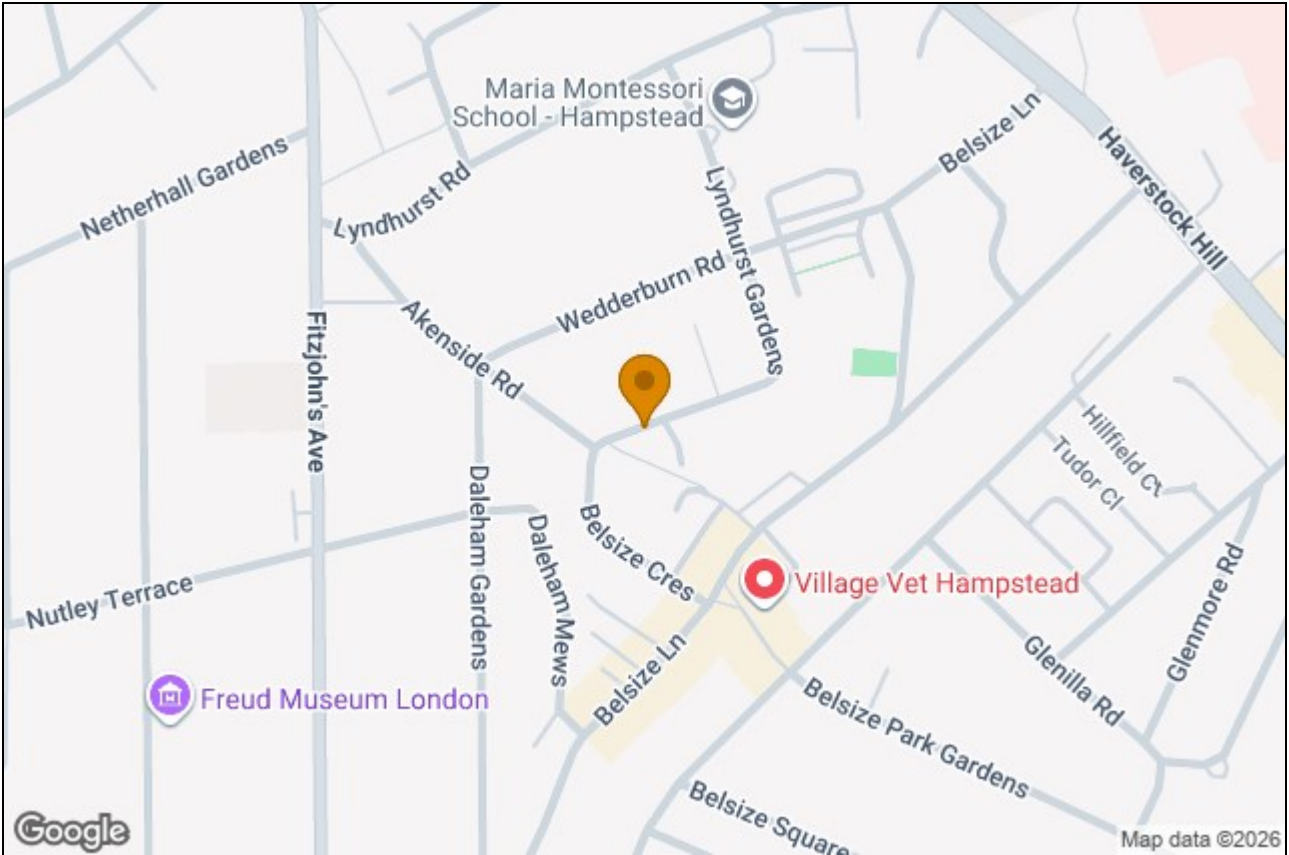 Maria Montessori
School - Hampstead
Belsize Ln
Haverstock Hill
Netherhall Gardens
Lyndhurst Rd
Lyndhurst Gardens
Wedderburn Rd
Akenside Rd
Fitzjohn's Ave
Hillfield Ct
Tudor Cl
Daleham Gardens
Daleham Mews
Belsize Cres
Village Vet Hampstead
Nutley Terrace
Glenmore Rd
Glenilla Rd
Freud Museum London
Belsize Ln
Belsize Park Gardens
Belsize Square
Google
Map data ©2026